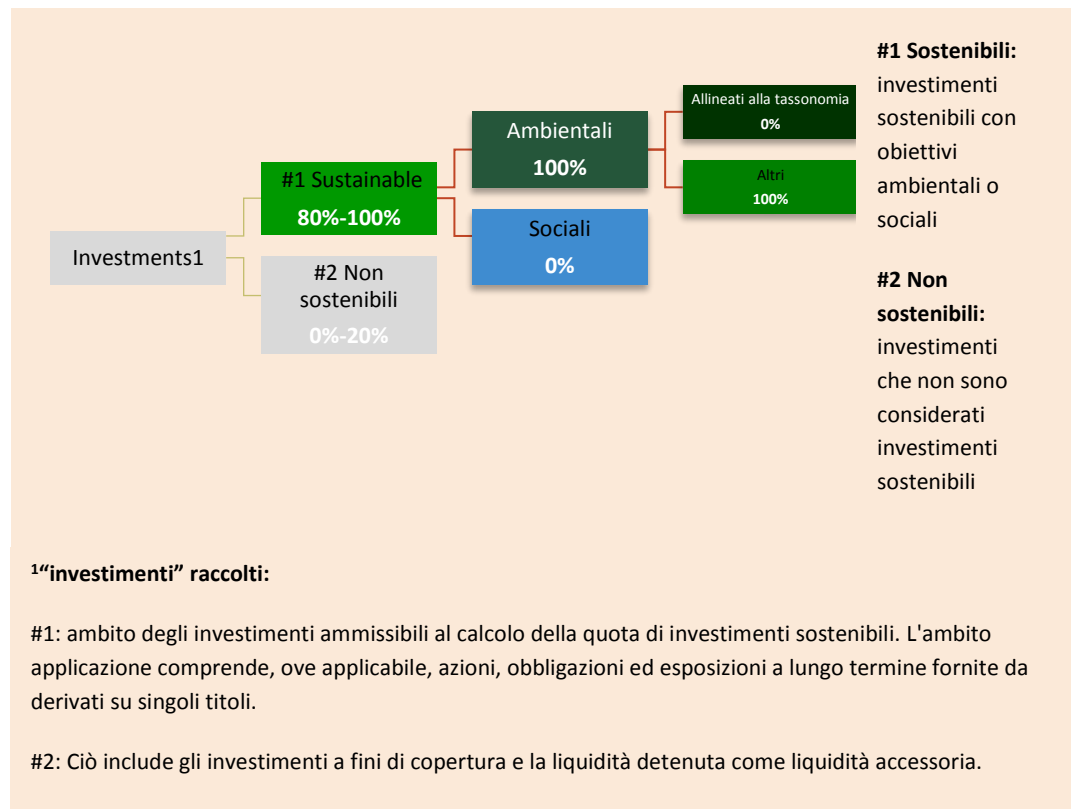 Investments1
#1 Sustainable
80%-100%
#2 Non
sostenibili
0%-20%
Ambientali
100%
Sociali
0%
Allineati alla tassonomia
0%
Altri
100%
#1 Sostenibili:
investimenti
sostenibili con
obiettivi
ambientali o
sociali
#2 Non
sostenibili:
investimenti
che non sono
considerati
investimenti
sostenibili
¹“investimenti” raccolti:
#1: ambito degli investimenti ammissibili al calcolo della quota di investimenti sostenibili. L'ambito
applicazione comprende, ove applicabile, azioni, obbligazioni ed esposizioni a lungo termine fornite da
derivati su singoli titoli.
#2: Ciò include gli investimenti a fini di copertura e la liquidità detenuta come liquidità accessoria.